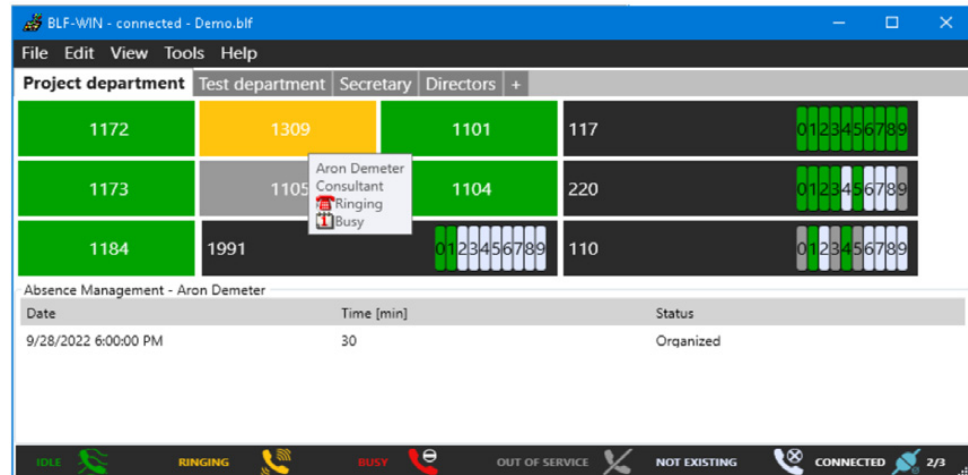 BLF-WIN - connected - Demo.blf
File Edit View Tools Help
Project department Test department Secretary Directors +
1172 1309 1101 117 0123456789
1173 1105 1104 220 0123456789
Aron Demeter
Consultant
Ringing
1 Busy
1184 1991 0123456789 110 0123456789
Absence Management - Aron Demeter
Date Time [min] Status
9/28/2022 6:00:00 PM 30 Organized
IDLE RINGING BUSY OUT OF SERVICE NOT EXISTING CONNECTED 2/3